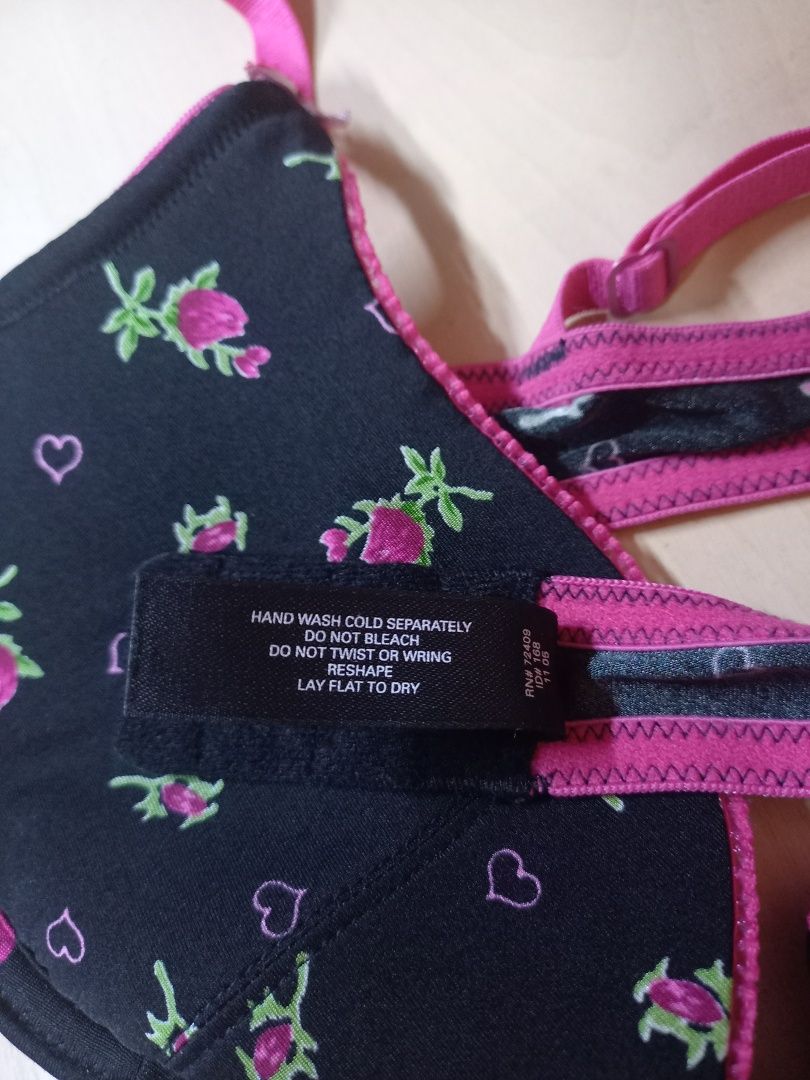 HAND WASH COLD SEPARATELY
DO NOT BLEACH
DO NOT TWIST OR WRING
RESHAPE
LAY FLAT TO DRY
RN# 72409
ID# 168
11 05